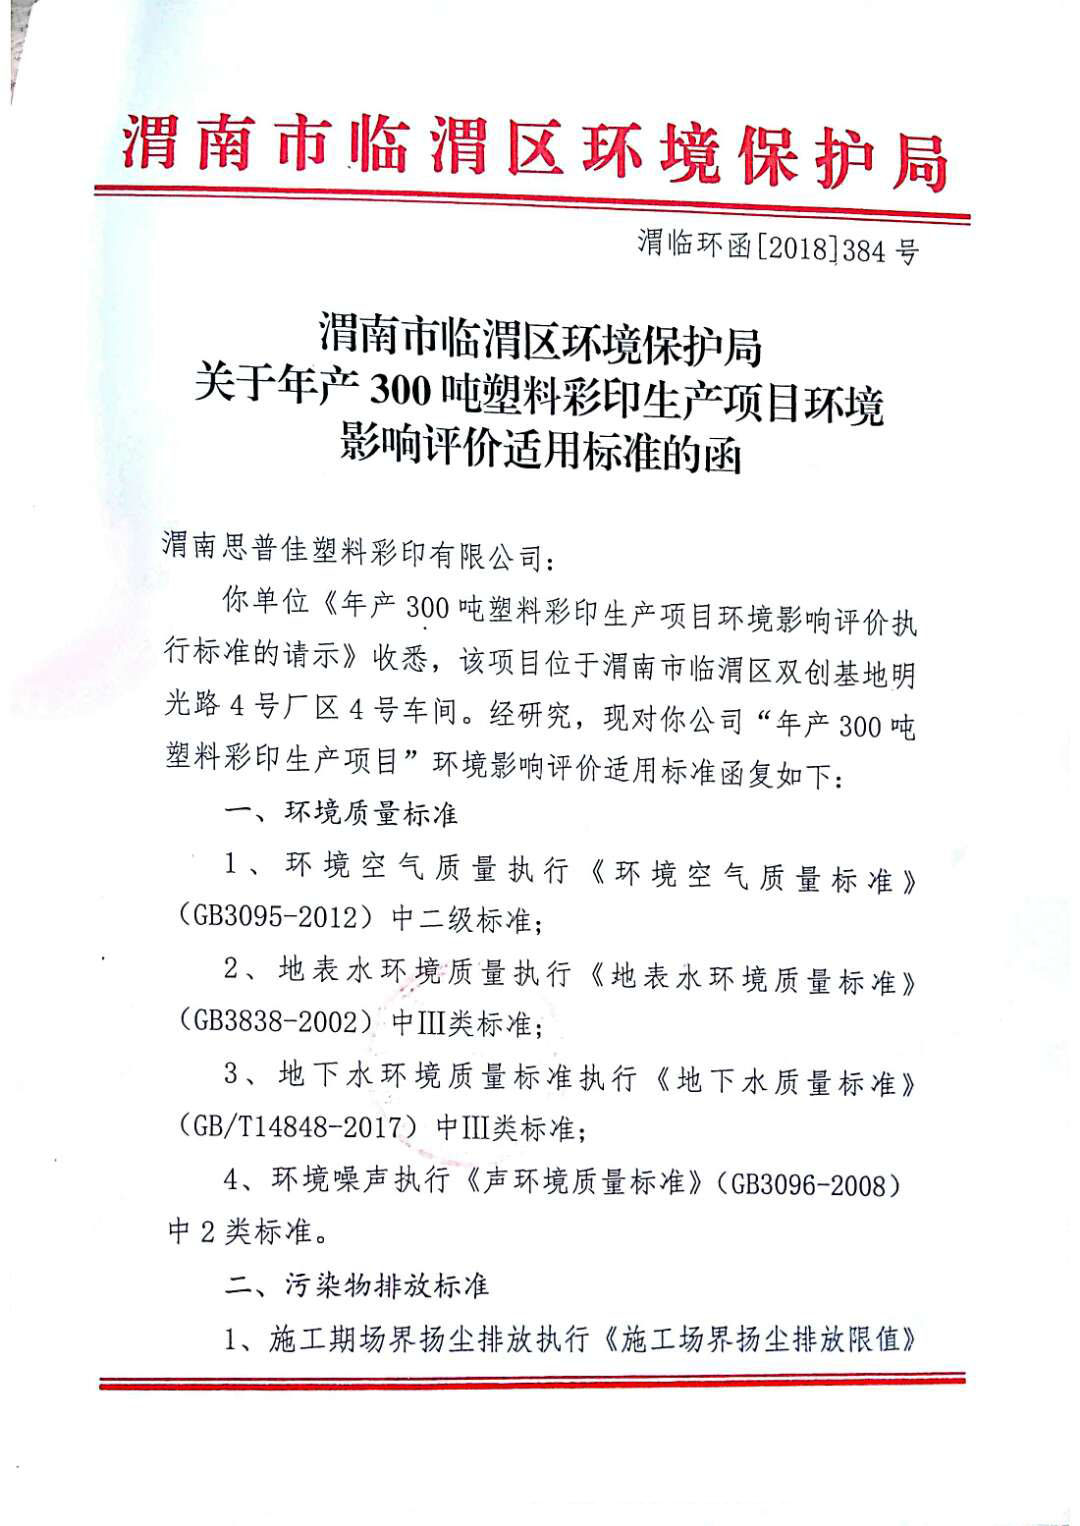 渭南市临渭区环境保护局
渭临环函[2018]384 号
渭南市临渭区环境保护局
关于年产 300 吨塑料彩印生产项目环境
影响评价适用标准的函
渭南思普佳塑料彩印有限公司：
你单位《年产 300 吨塑料彩印生产项目环境影响评价执
行标准的请示》收悉，该项目位于渭南市临渭区双创基地明
光路 4 号厂区 4 号车间。经研究，现对你公司“年产 300 吨
塑料彩印生产项目”环境影响评价适用标准函复如下：
一、环境质量标准
1、环境空气质量执行《环境空气质量标准》
（GB3095-2012）中二级标准；
2、地表水环境质量执行《地表水环境质量标准》
（GB3838-2002）中III类标准；
3、地下水环境质量标准执行《地下水质量标准》
（GB/T14848-2017）中III类标准；
4、环境噪声执行《声环境质量标准》（GB3096-2008）
中 2 类标准。
二、污染物排放标准
1、施工期场界扬尘排放执行《施工场界扬尘排放限值》